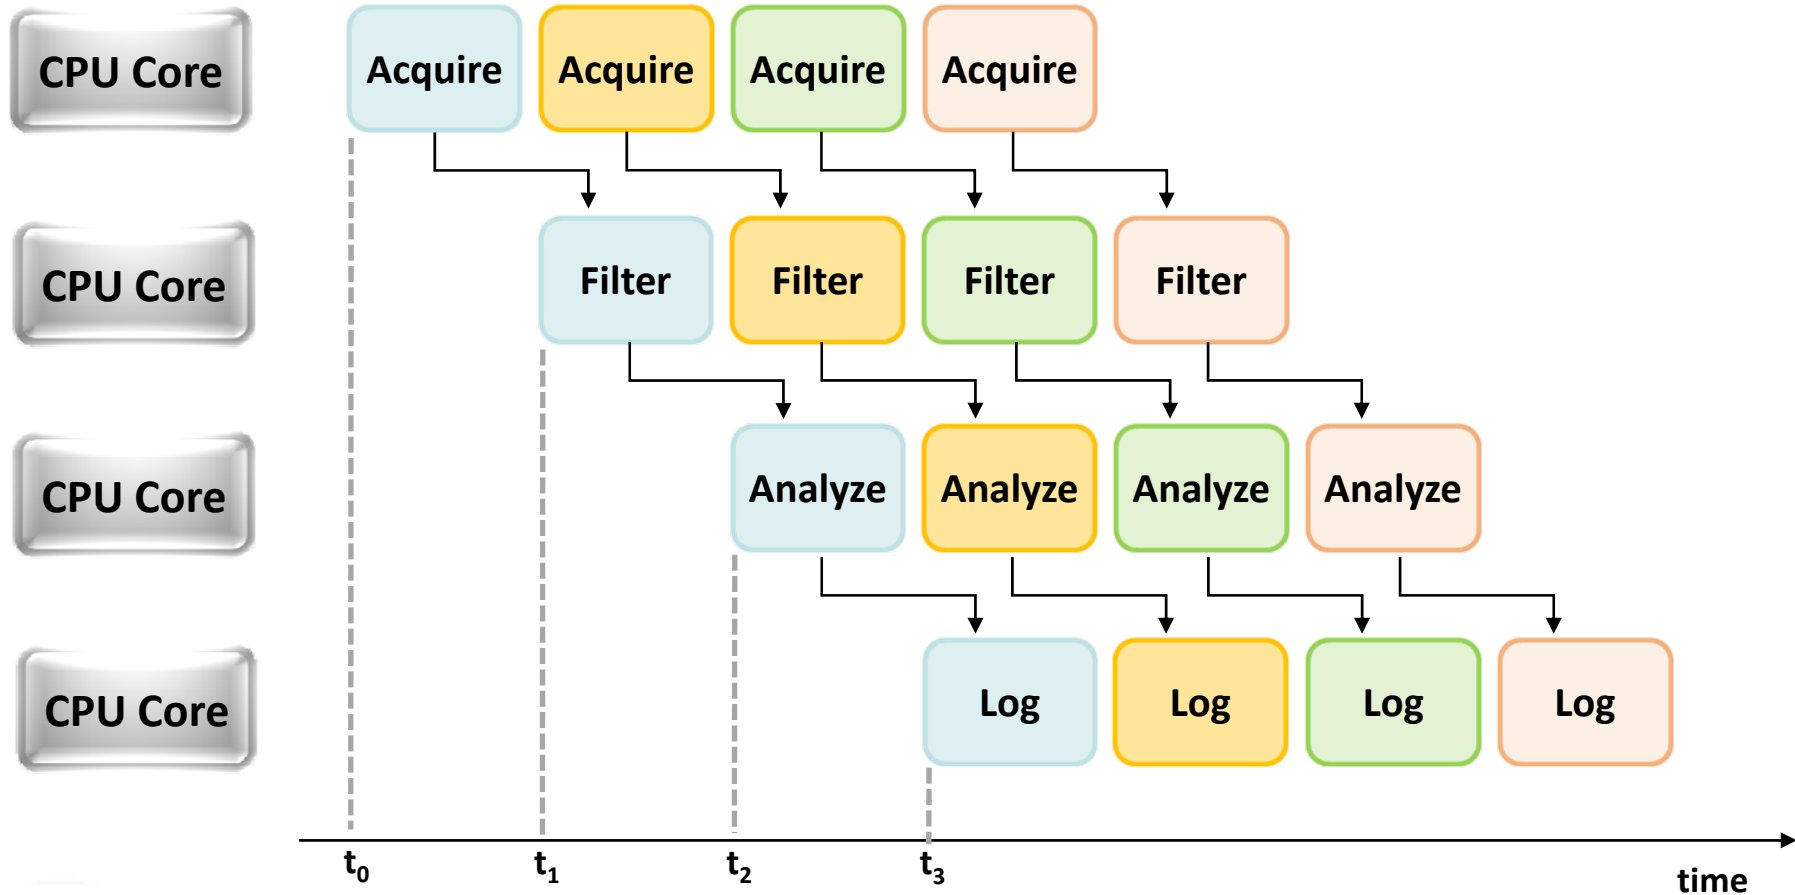 CPU Core Acquire Acquire Acquire Acquire
CPU Core Filter Filter Filter Filter
CPU Core Analyze Analyze Analyze Analyze
CPU Core Log Log Log Log
t₀ t₁ t₂ t₃
time